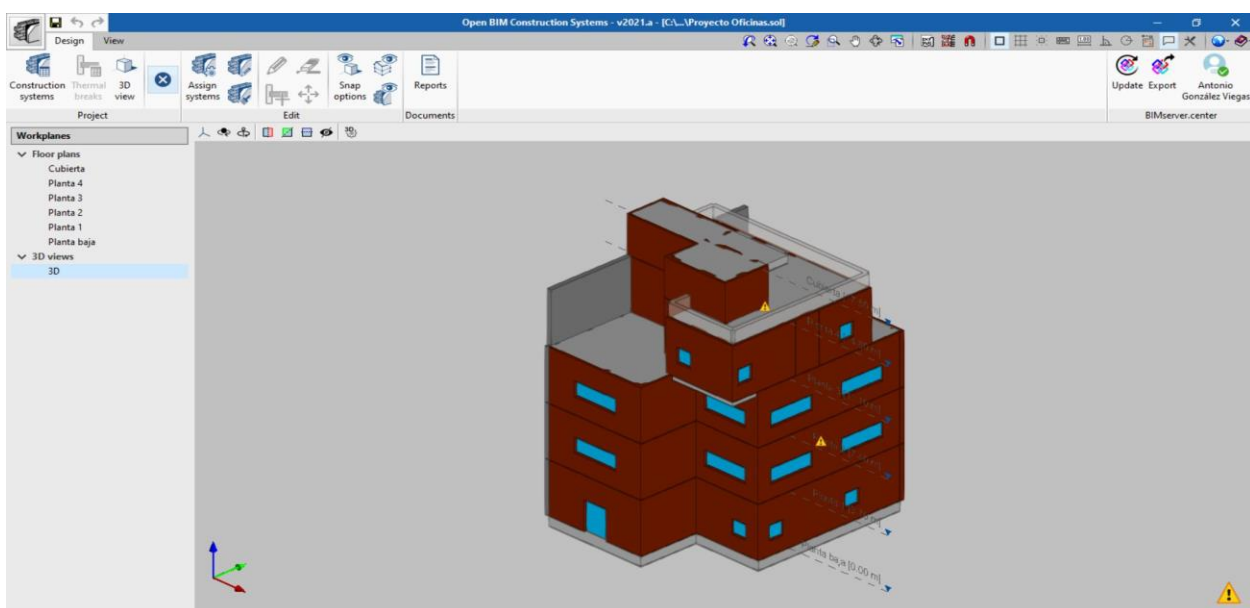 Open BIM Construction Systems - v2021.a - [C:\...\Proyecto Oficinas.sol]
Design View
Construction systems
Thermal breaks
3D view
Assign systems
Snap options
Reports
Update
Export
Antonio González Viegas
Project
Edit
Documents
BIMserver.center
Workplanes
Floor plans
Cubierta
Planta 4
Planta 3
Planta 2
Planta 1
Planta baja
3D views
3D
Planta baja [0.00 m]